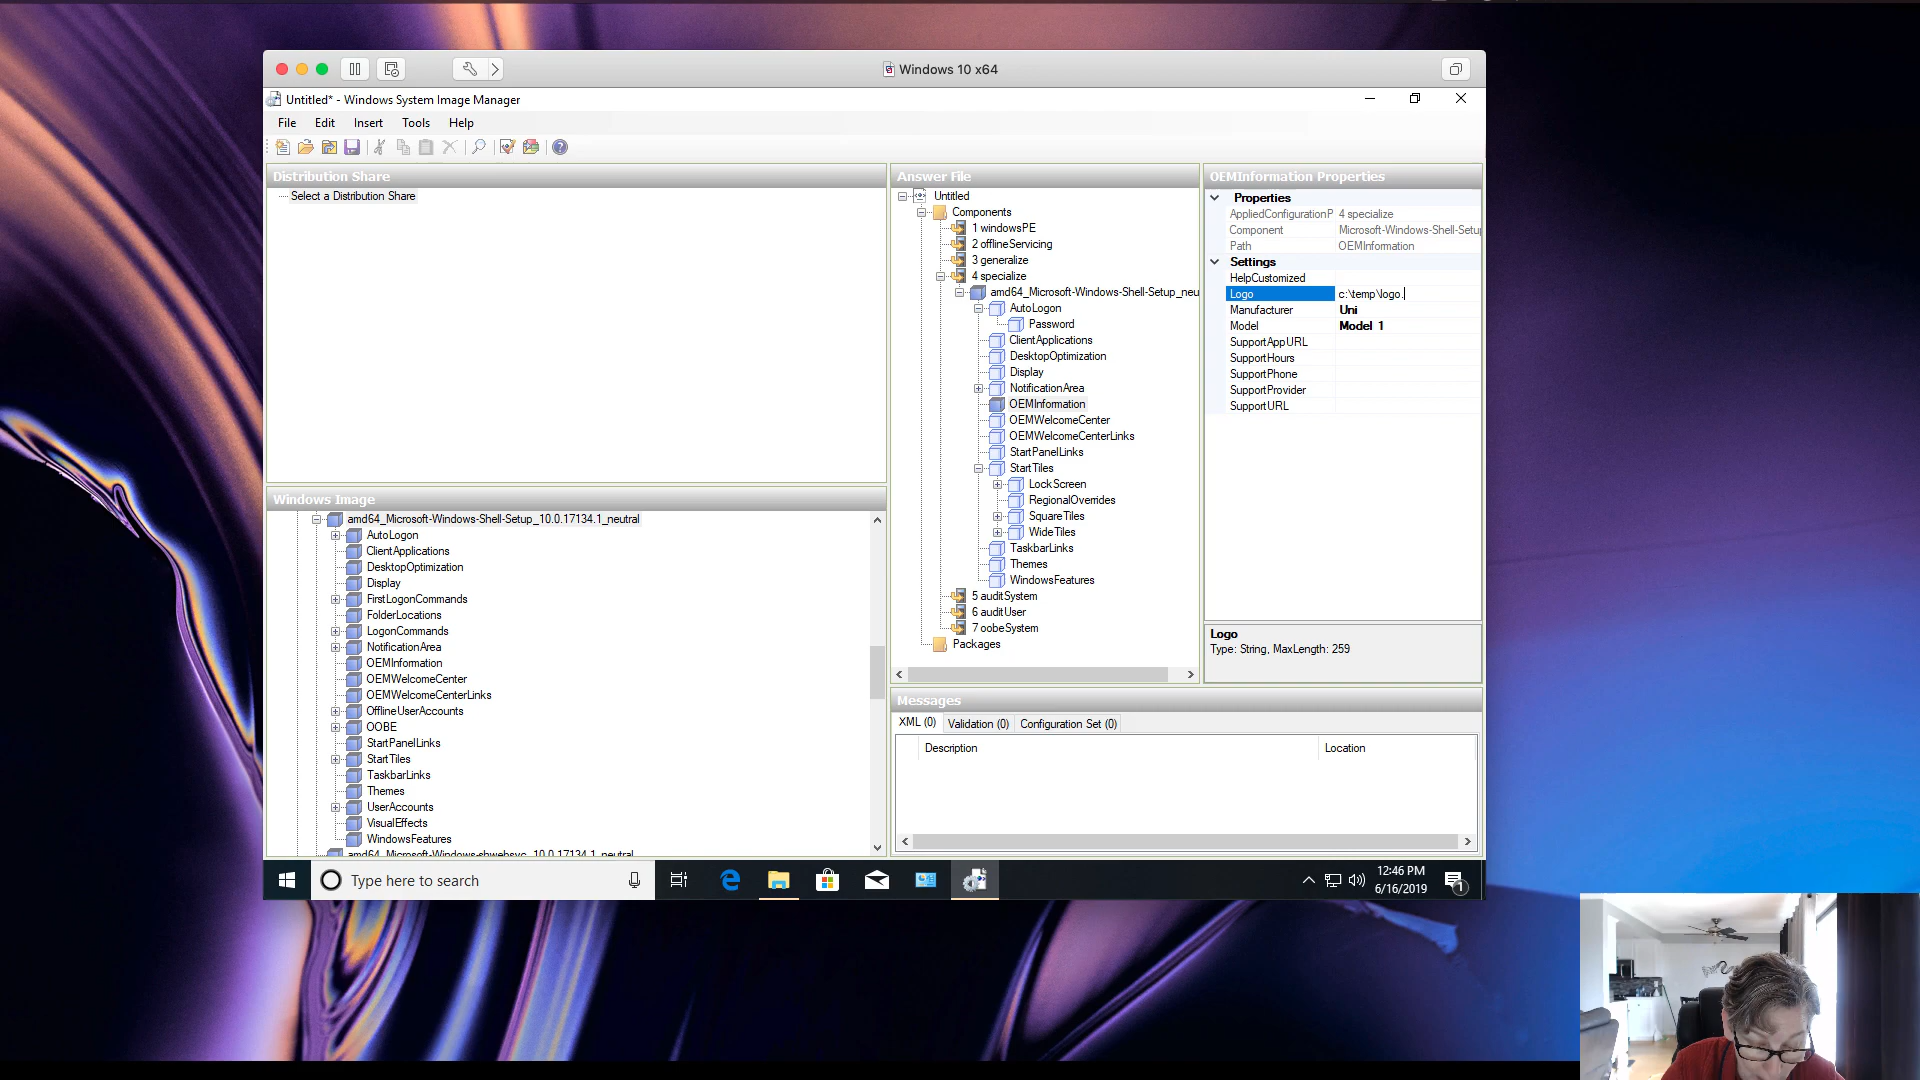 Windows 10 x64
Untitled* - Windows System Image Manager
File Edit Insert Tools Help
Distribution Share
Select a Distribution Share
Windows Image
amd64_Microsoft-Windows-Shell-Setup_10.0.17134.1_neutral
AutoLogon
ClientApplications
DesktopOptimization
Display
FirstLogonCommands
FolderLocations
LogonCommands
NotificationArea
OEMInformation
OEMWelcomeCenter
OEMWelcomeCenterLinks
OfflineUserAccounts
OOBE
StartPanelLinks
StartTiles
TaskbarLinks
Themes
UserAccounts
VisualEffects
WindowsFeatures
amd64_Microsoft-Windows-shwebsvc_10.0.17134.1_neutral
Answer File
Untitled
Components
1 windowsPE
2 offlineServicing
3 generalize
4 specialize
amd64_Microsoft-Windows-Shell-Setup_neu
AutoLogon
Password
ClientApplications
DesktopOptimization
Display
NotificationArea
OEMInformation
OEMWelcomeCenter
OEMWelcomeCenterLinks
StartPanelLinks
StartTiles
LockScreen
RegionalOverrides
SquareTiles
WideTiles
TaskbarLinks
Themes
WindowsFeatures
5 auditSystem
6 auditUser
7 oobeSystem
Packages
OEMInformation Properties
Properties
AppliedConfigurationP 4 specialize
Component Microsoft-Windows-Shell-Setu
Path OEMInformation
Settings
HelpCustomized
Logo c:\temp\logo.
Manufacturer Uni
Model Model 1
SupportAppURL
SupportHours
SupportPhone
SupportProvider
SupportURL
Logo
Type: String, MaxLength: 259
Messages
XML (0) Validation (0) Configuration Set (0)
Description Location
Type here to search
12:46 PM
6/16/2019
1